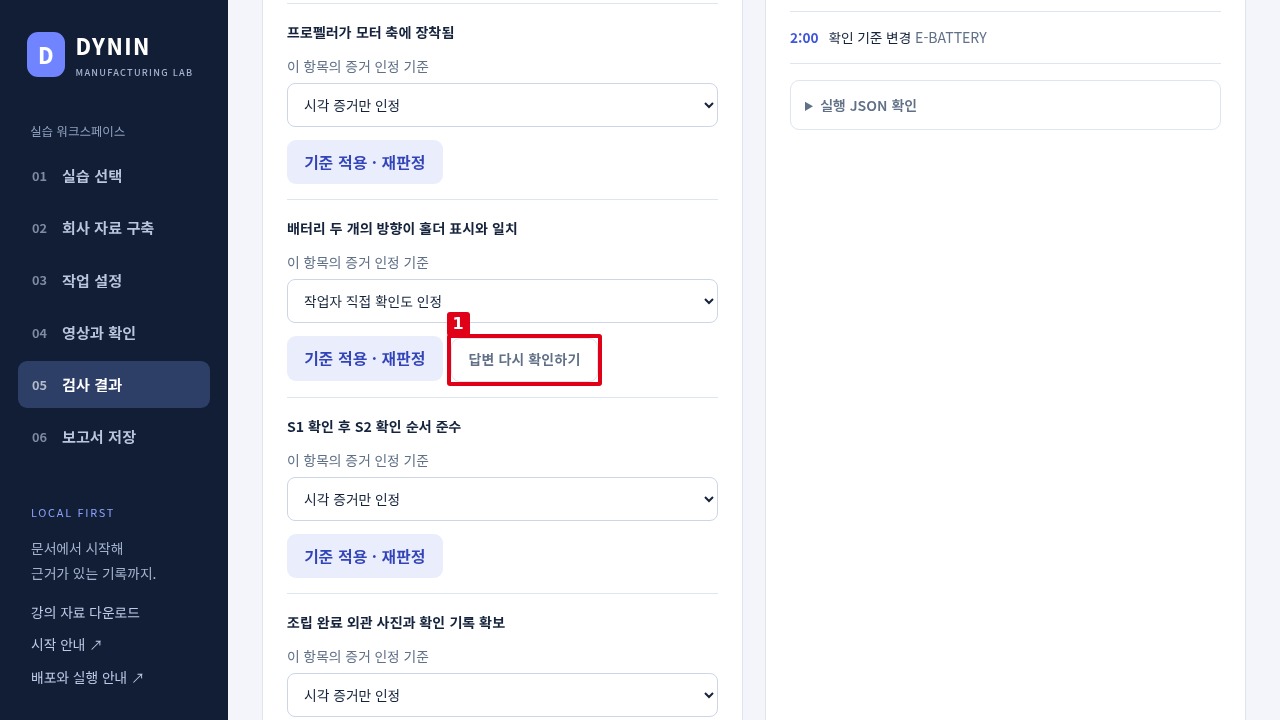 D
DYNIN
MANUFACTURING LAB
실습 워크스페이스
01 실습 선택
02 회사 자료 구축
03 작업 설정
04 영상과 확인
05 검사 결과
06 보고서 저장
LOCAL FIRST
문서에서 시작해
근거가 있는 기록까지.
강의 자료 다운로드
시작 안내 ↗
배포와 실행 안내 ↗
프로펠러가 모터 축에 장착됨
이 항목의 증거 인정 기준
시각 증거만 인정
기준 적용 · 재판정
배터리 두 개의 방향이 홀더 표시와 일치
이 항목의 증거 인정 기준
작업자 직접 확인도 인정
1
기준 적용 · 재판정 답변 다시 확인하기
S1 확인 후 S2 확인 순서 준수
이 항목의 증거 인정 기준
시각 증거만 인정
기준 적용 · 재판정
조립 완료 외관 사진과 확인 기록 확보
이 항목의 증거 인정 기준
시각 증거만 인정
2:00 확인 기준 변경 E-BATTERY
▶ 실행 JSON 확인